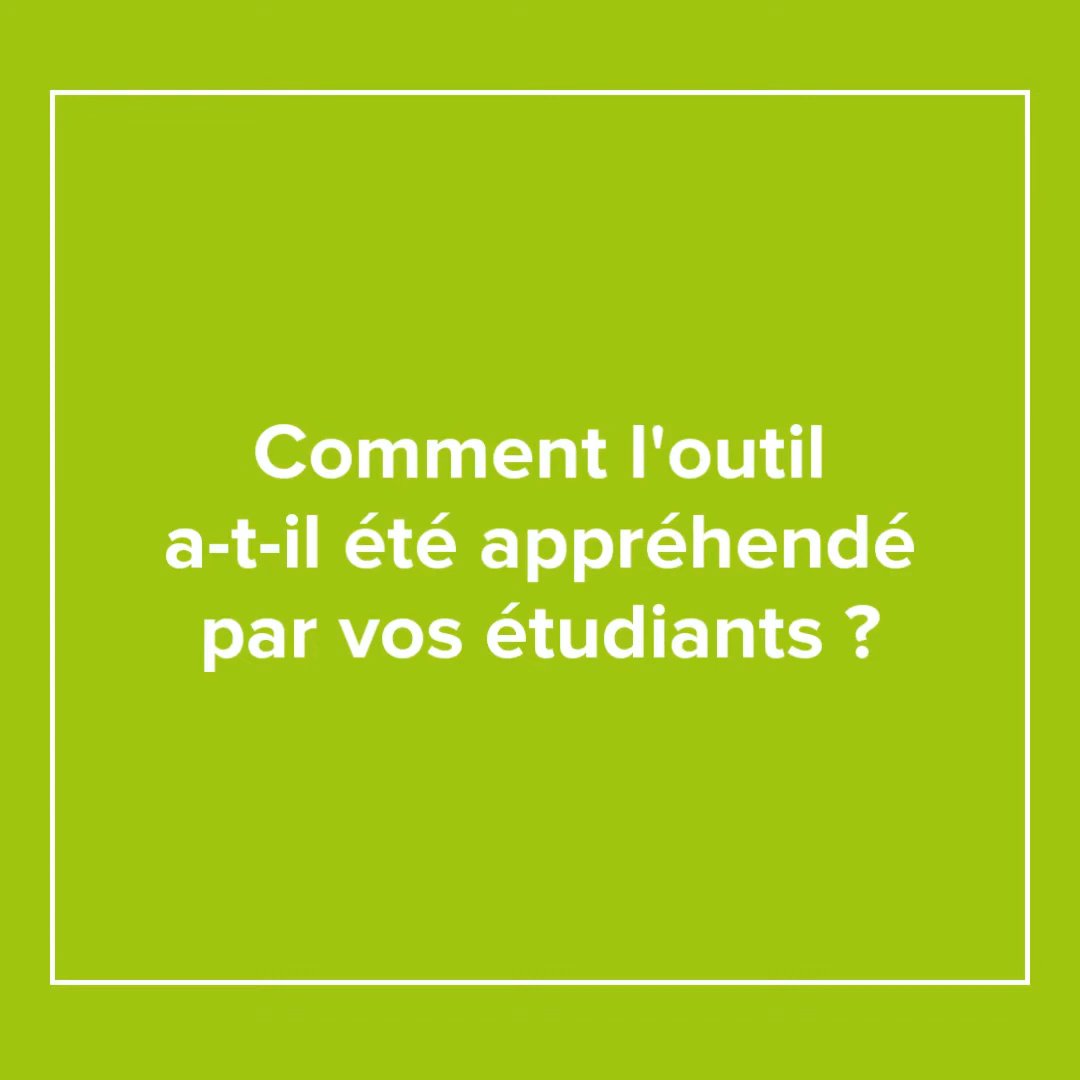 Comment l'outil
a-t-il été appréhendé
par vos étudiants ?